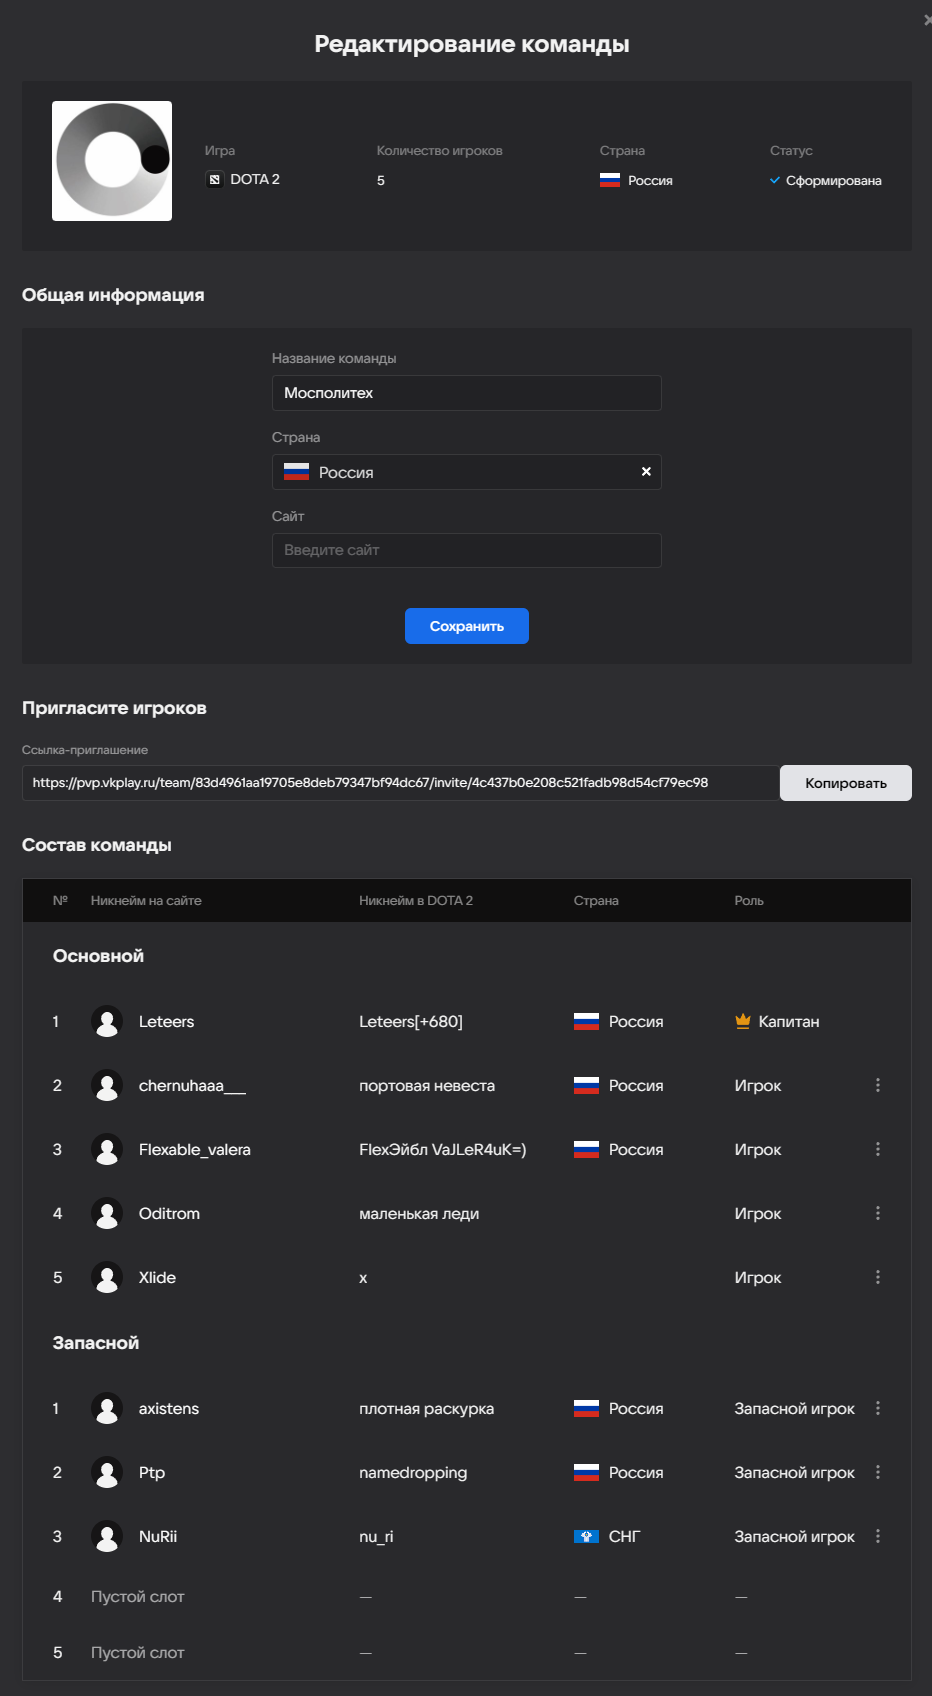 Редактирование команды
Игра Количество игроков Страна Статус
DOTA 2 5 Россия Сформирована
Общая информация
Название команды
Мосполитех
Страна
Россия
Сайт
Введите сайт
Сохранить
Пригласите игроков
Ссылка-приглашение
https://pvp.vkplay.ru/team/83d4961aa19705e8deb79347bf94dc67/invite/4c437b0e208c521fadb98d54cf79ec98 Копировать
Состав команды
№ Никнейм на сайте Никнейм в DOTA 2 Страна Роль
Основной
1 Leteers Leteers[+680] Россия Капитан
2 chernuhaaa___ портовая невеста Россия Игрок
3 Flexable_valera FlexЭйбл VaJLeR4uK=) Россия Игрок
4 Oditrom маленькая леди Игрок
5 Xlide x Игрок
Запасной
1 axistens плотная раскурка Россия Запасной игрок
2 Ptp namedropping Россия Запасной игрок
3 NuRii nu_ri СНГ Запасной игрок
4 Пустой слот — — —
5 Пустой слот — — —